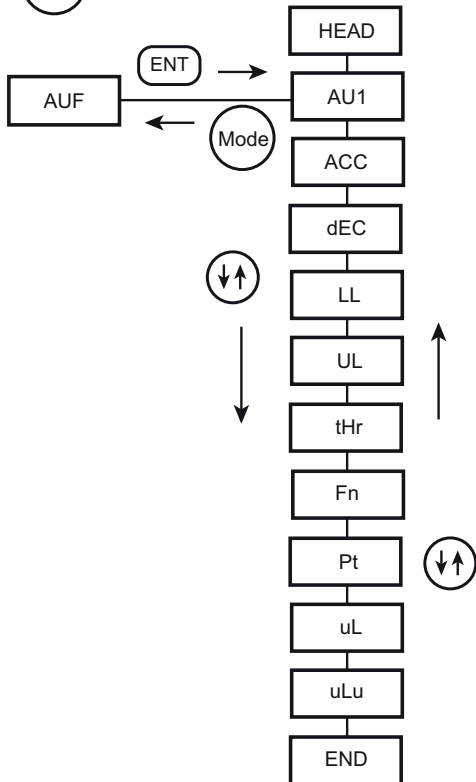 HEAD
ENT
AUF
AU1
Mode
ACC
dEC
LL
UL
tHr
Fn
Pt
uL
uLu
END